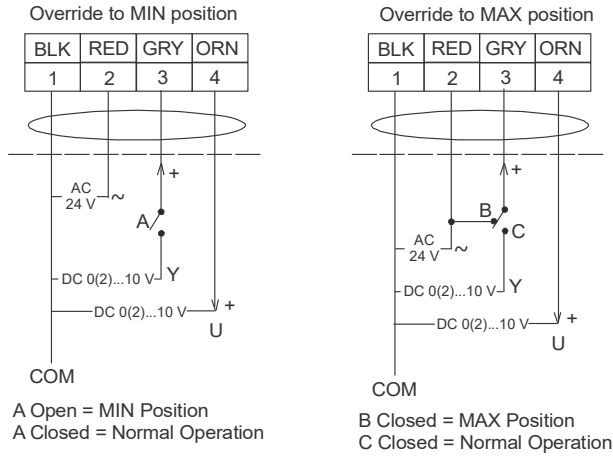 Override to MIN position
BLK RED GRY ORN
1 2 3 4
+
AC
24 V ~
A
DC 0(2)...10 V Y
DC 0(2)...10 V +
U
COM
A Open = MIN Position
A Closed = Normal Operation
Override to MAX position
BLK RED GRY ORN
1 2 3 4
+
B
C
AC
24 V ~
DC 0(2)...10 V Y
DC 0(2)...10 V +
U
COM
B Closed = MAX Position
C Closed = Normal Operation